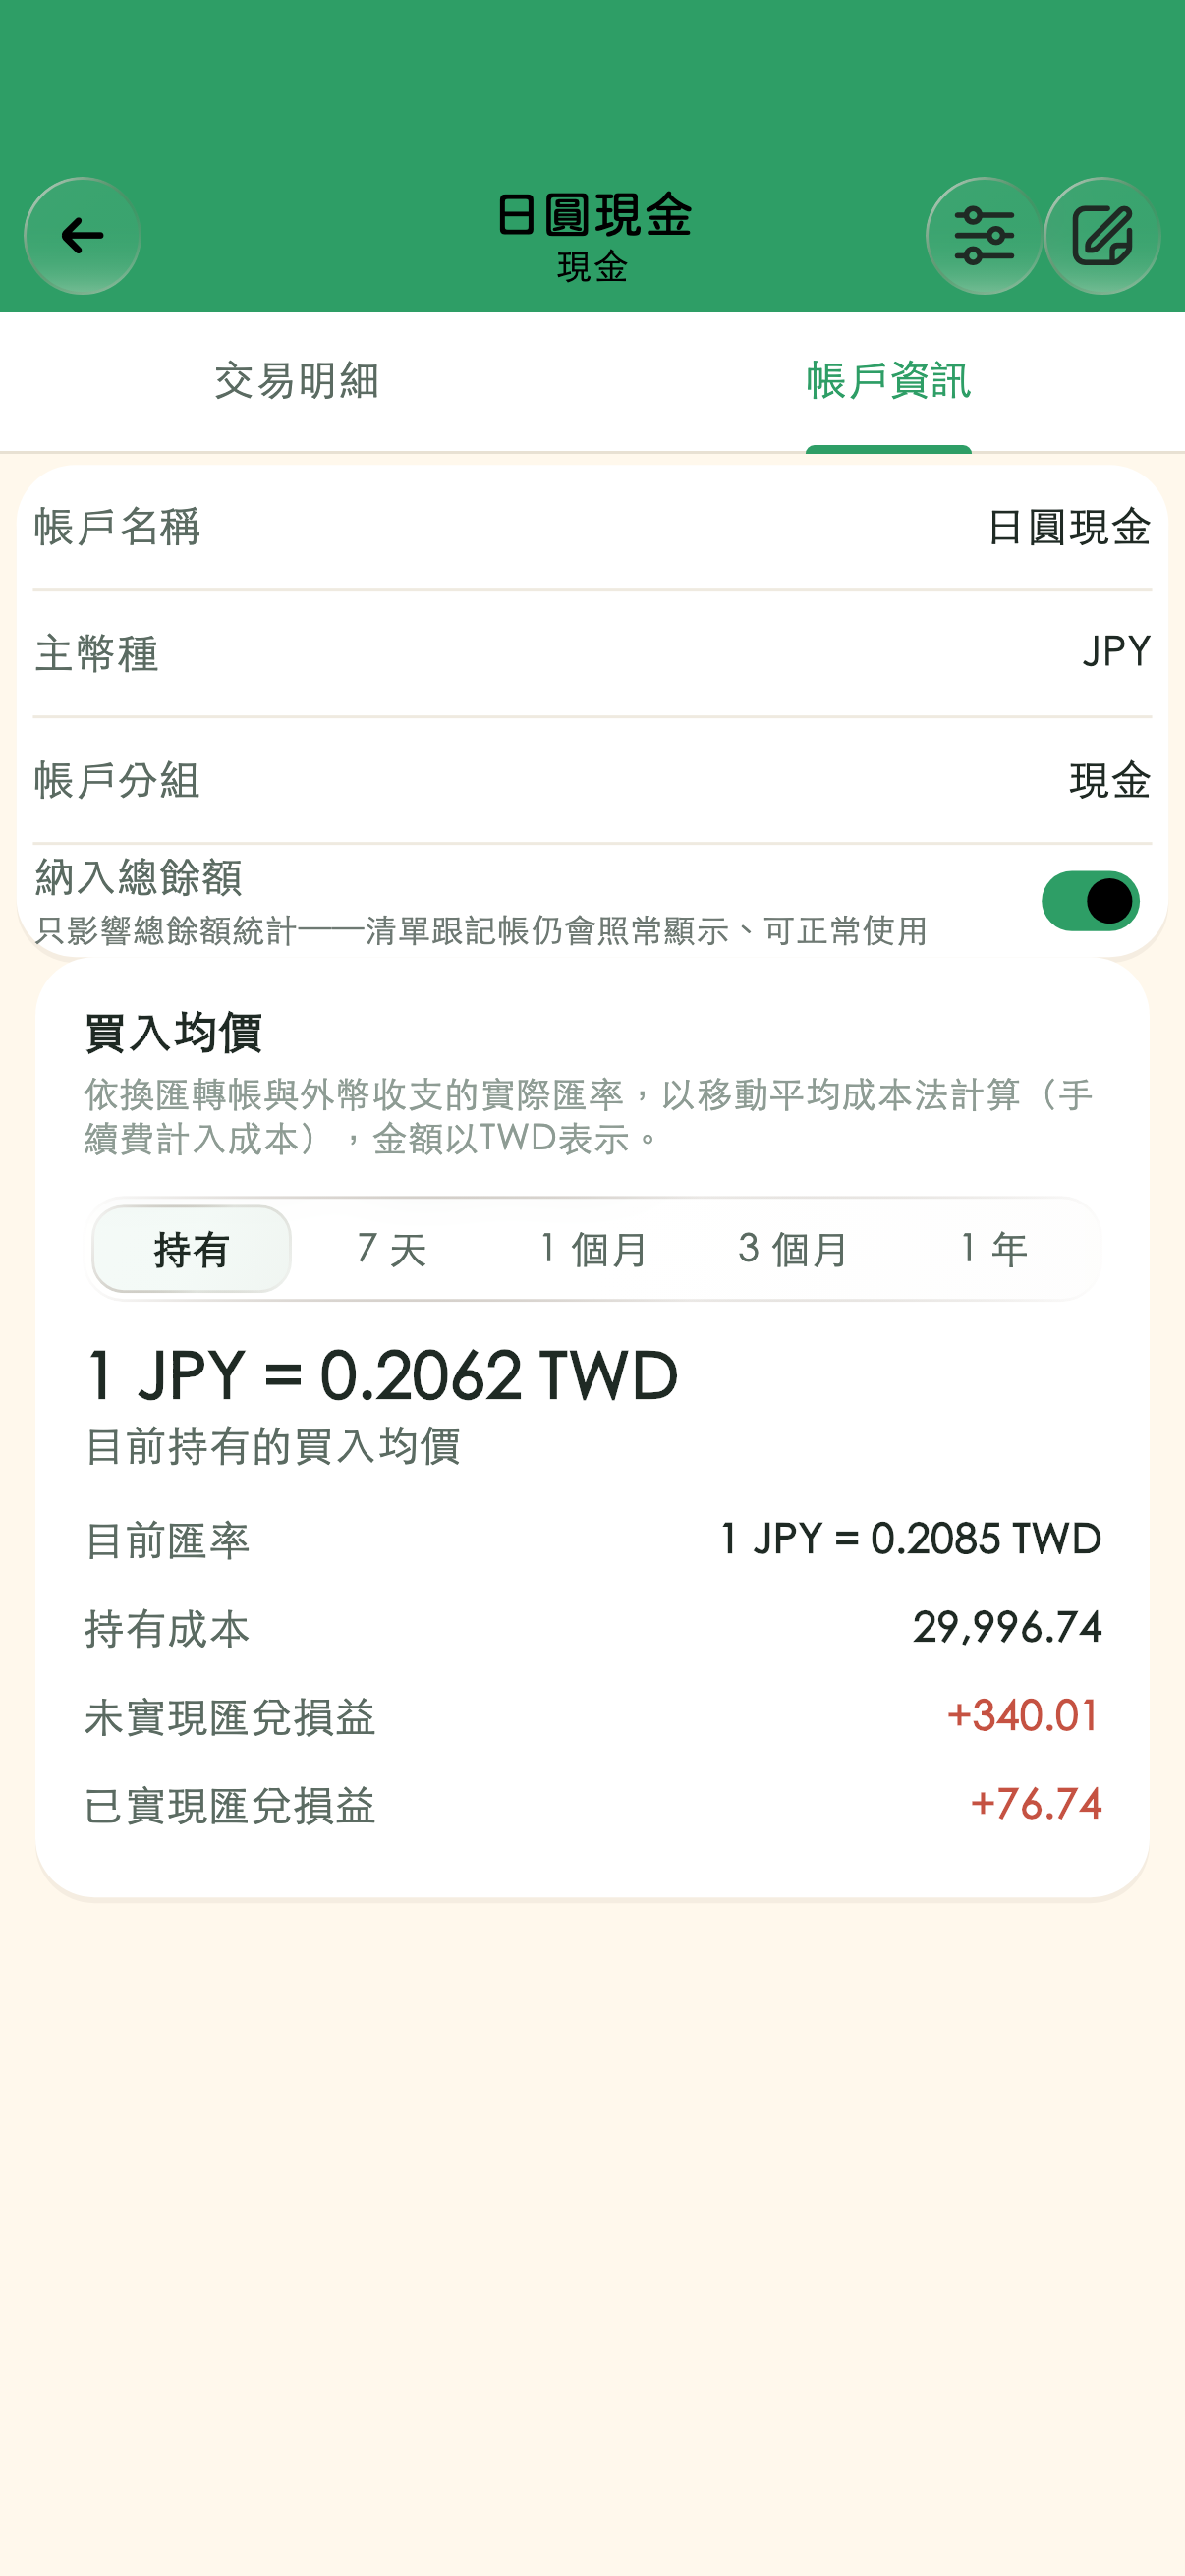 日圓現金
現金
交易明細
帳戶資訊
帳戶名稱
日圓現金
主幣種
JPY
帳戶分組
現金
納入總餘額
只影響總餘額統計——清單跟記帳仍會照常顯示、可正常使用
買入均價
依換匯轉帳與外幣收支的實際匯率，以移動平均成本法計算（手
續費計入成本），金額以TWD表示。
持有
7 天
1 個月
3 個月
1 年
1 JPY = 0.2062 TWD
目前持有的買入均價
目前匯率
1 JPY = 0.2085 TWD
持有成本
29,996.74
未實現匯兌損益
+340.01
已實現匯兌損益
+76.74